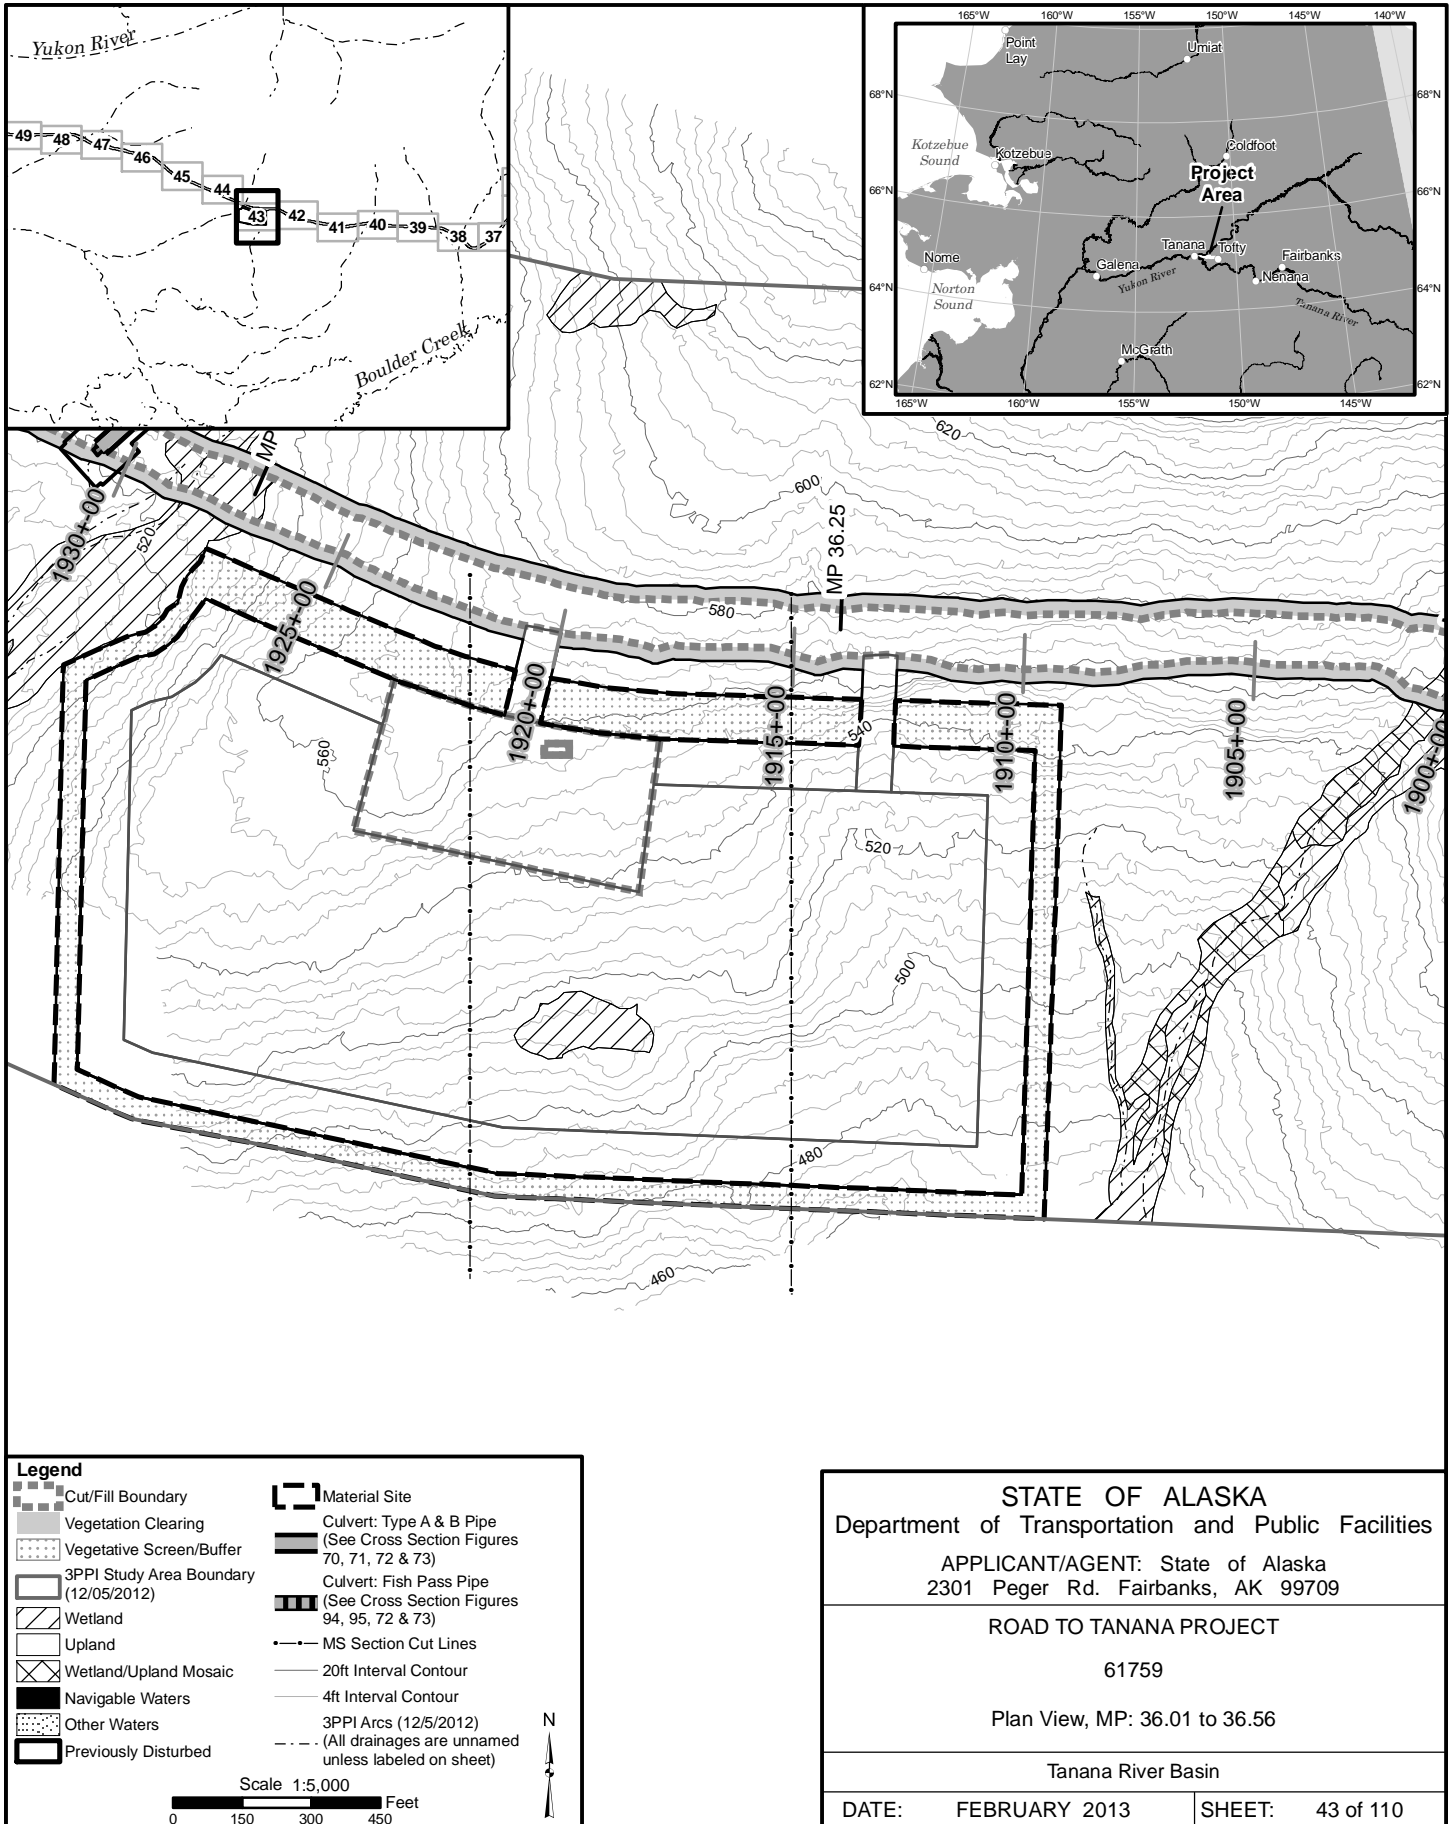 Yukon River
49
48
47
46
45
44
43
42
41
40
39
38
37
Boulder Creek
165°W
160°W
155°W
150°W
145°W
140°W
68°N
68°N
66°N
66°N
64°N
64°N
62°N
62°N
165°W
160°W
155°W
150°W
145°W
Point
Lay
Umiat
Kotzebue
Sound
Kotzebue
Coldfoot
Project
Area
Nome
Norton
Sound
Galena
Tanana
Tofty
Fairbanks
Nenana
Yukon River
Tanana River
McGrath
620
600
MP
MP 36.25
580
520
560
540
520
500
480
460
1930+00
1925+00
1920+00
1915+00
1910+00
1905+00
1900+00
Legend
Cut/Fill Boundary
Vegetation Clearing
Vegetative Screen/Buffer
3PPI Study Area Boundary
(12/05/2012)
Wetland
Upland
Wetland/Upland Mosaic
Navigable Waters
Other Waters
Previously Disturbed
Material Site
Culvert: Type A & B Pipe
(See Cross Section Figures
70, 71, 72 & 73)
Culvert: Fish Pass Pipe
(See Cross Section Figures
94, 95, 72 & 73)
MS Section Cut Lines
20ft Interval Contour
4ft Interval Contour
3PPI Arcs (12/5/2012)
(All drainages are unnamed
unless labeled on sheet)
N
Scale 1:5,000
Feet
0 150 300 450
STATE OF ALASKA
Department of Transportation and Public Facilities
APPLICANT/AGENT: State of Alaska
2301 Peger Rd. Fairbanks, AK 99709
ROAD TO TANANA PROJECT
61759
Plan View, MP: 36.01 to 36.56
Tanana River Basin
DATE: FEBRUARY 2013
SHEET: 43 of 110